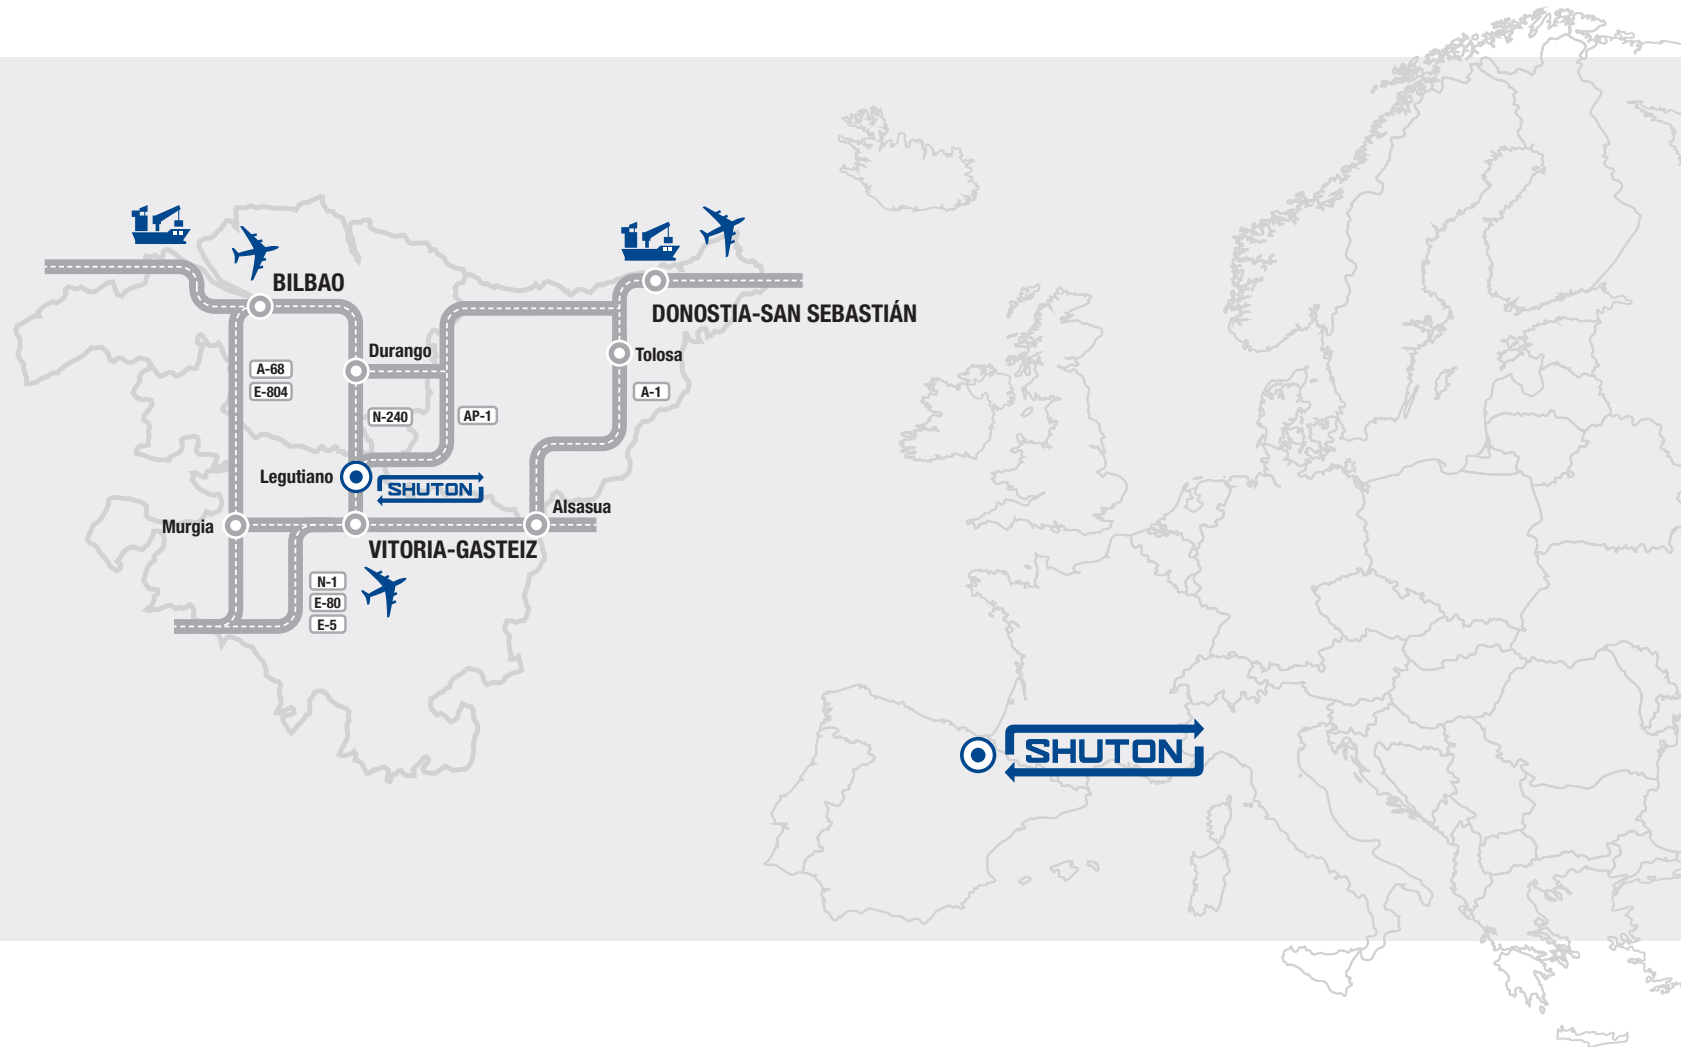 BILBAO
DONOSTIA-SAN SEBASTIÁN
Durango
Tolosa
A-68
E-804
A-1
N-240
AP-1
Legutiano
SHUTON
Alsasua
Murgia
VITORIA-GASTEIZ
N-1
E-80
E-5
SHUTON